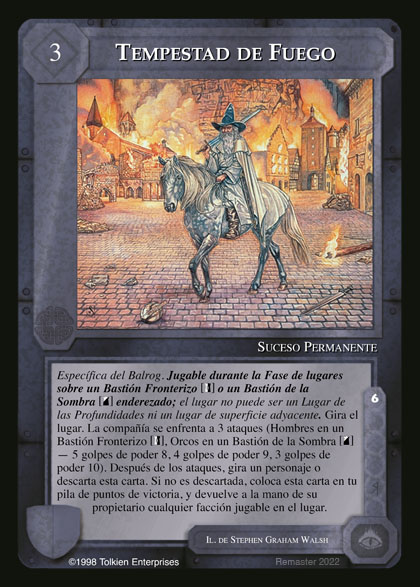 3
TEMPESTAD DE FUEGO
SUCESO PERMANENTE
Específica del Balrog. Jugable durante la Fase de lugares
sobre un Bastión Fronterizo [] o un Bastión de la
Sombra [] enderezado; el lugar no puede ser un Lugar de
las Profundidades ni un lugar de superficie adyacente. Gira el
lugar. La compañía se enfrenta a 3 ataques (Hombres en un
Bastión Fronterizo [], Orcos en un Bastión de la Sombra []
— 5 golpes de poder 8, 4 golpes de poder 9, 3 golpes de
poder 10). Después de los ataques, gira un personaje o
descarta esta carta. Si no es descartada, coloca esta carta en tu
pila de puntos de victoria, y devuelve a la mano de su
propietario cualquier facción jugable en el lugar.
6
IL. DE STEPHEN GRAHAM WALSH
©1998 Tolkien Enterprises
Remaster 2022